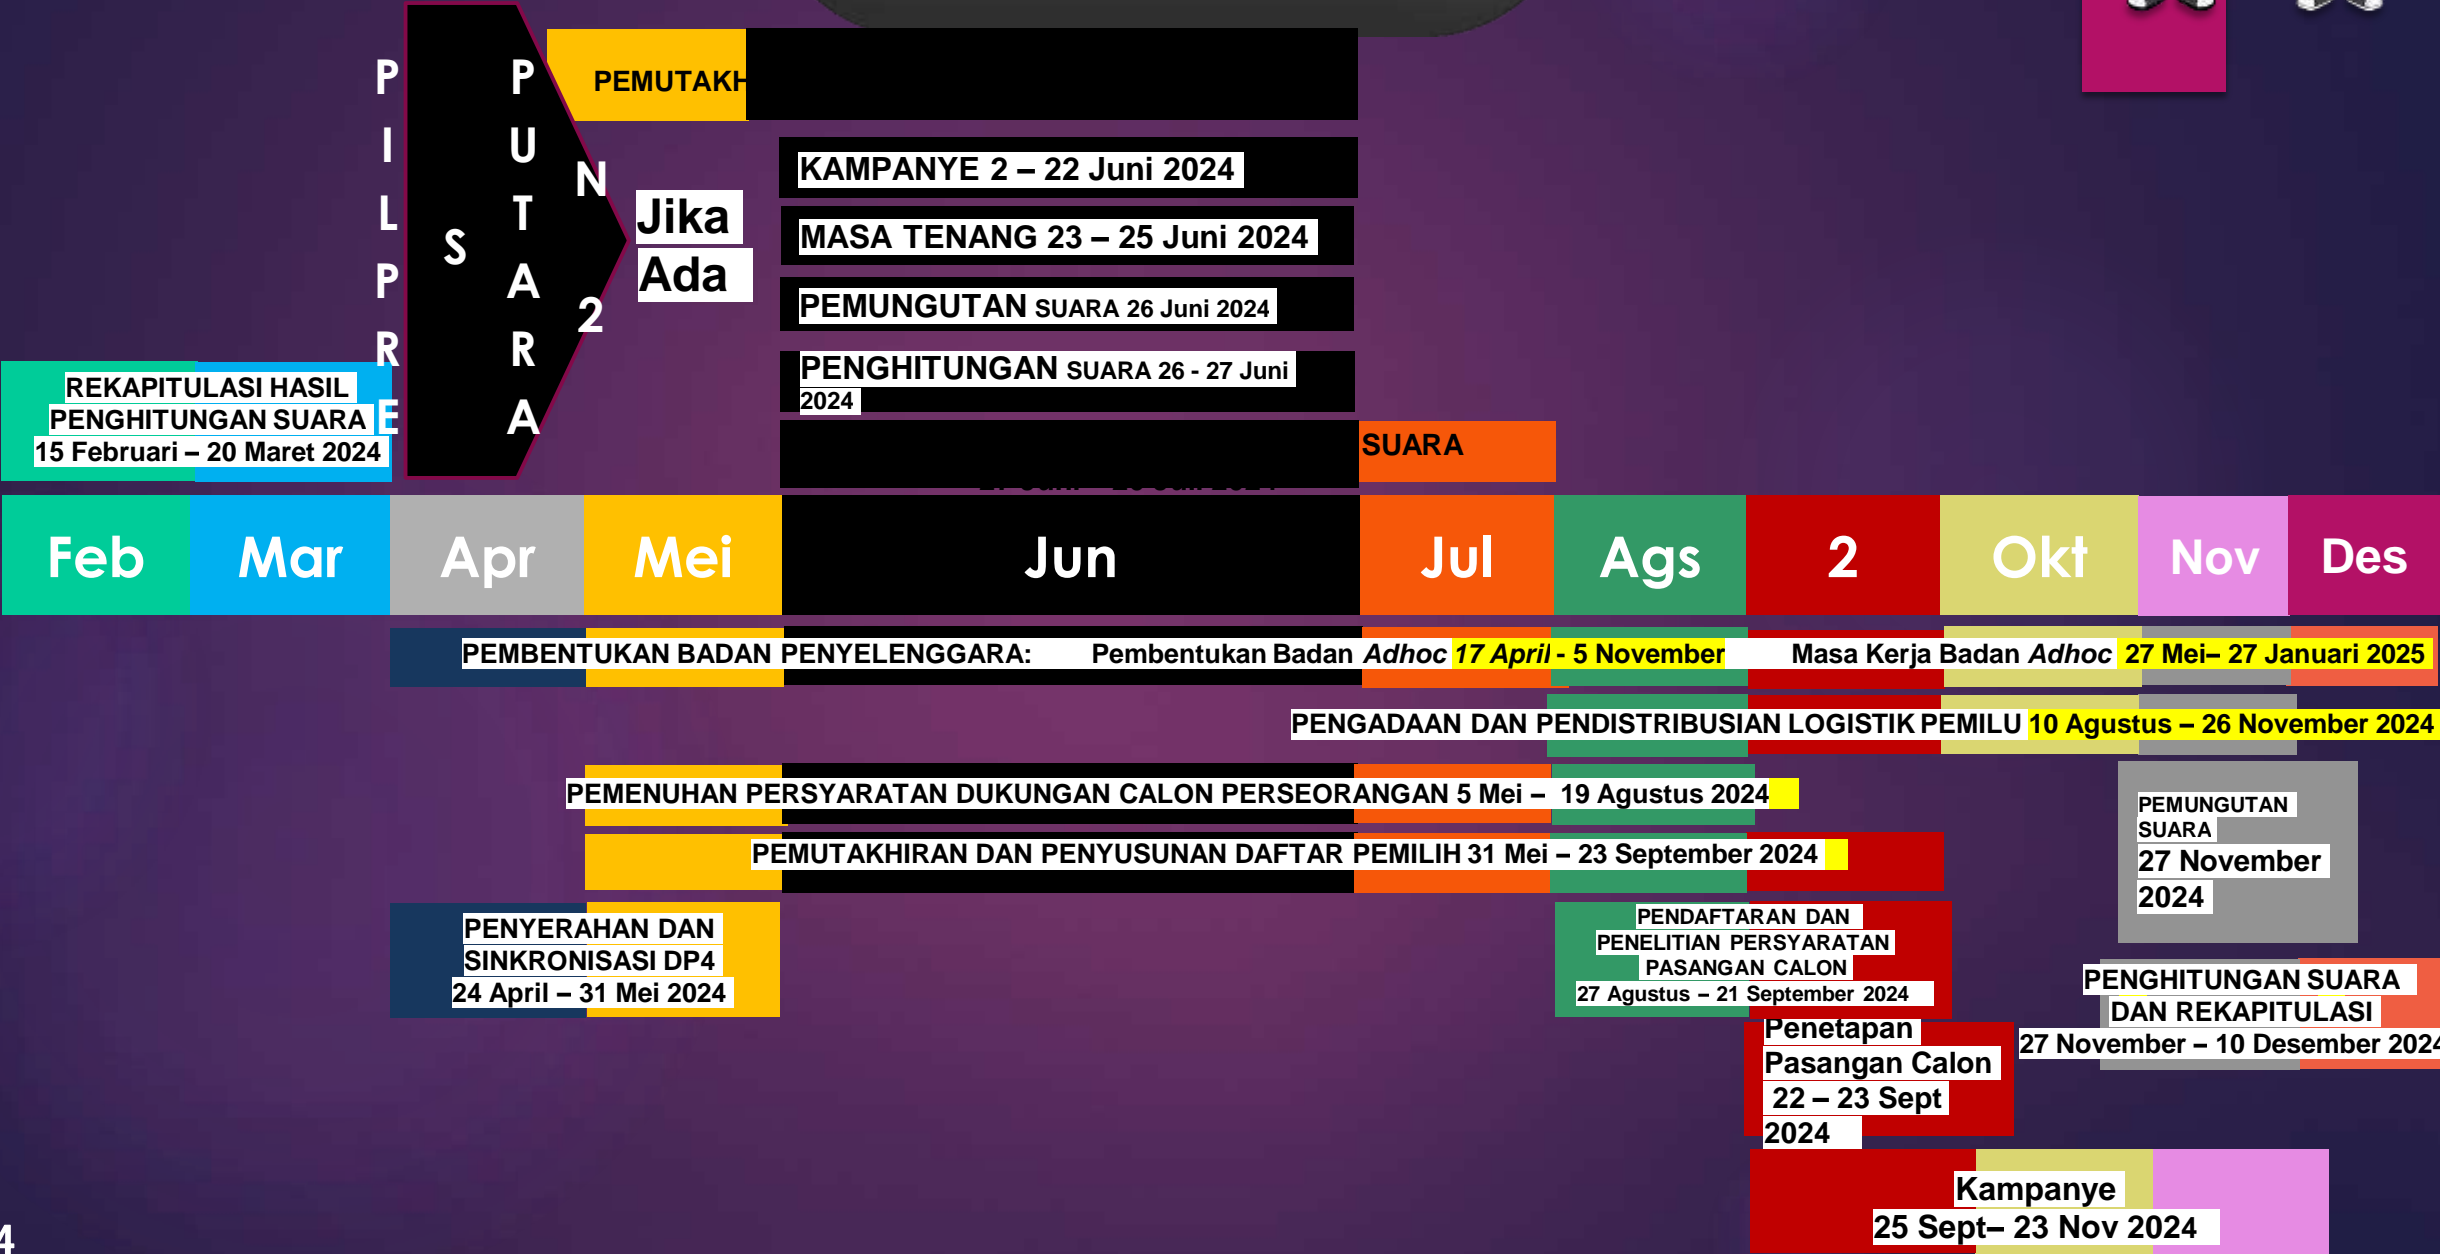 PILPRES
PUTARAN 2
Jika
Ada
PEMUTAKH
KAMPANYE 2 – 22 Juni 2024
MASA TENANG 23 – 25 Juni 2024
PEMUNGUTAN SUARA 26 Juni 2024
PENGHITUNGAN SUARA 26 - 27 Juni
2024
SUARA
REKAPITULASI HASIL
PENGHITUNGAN SUARA
15 Februari – 20 Maret 2024
Feb Mar Apr Mei Jun Jul Ags 2 Okt Nov Des
PEMBENTUKAN BADAN PENYELENGGARA: Pembentukan Badan Adhoc 17 April - 5 November Masa Kerja Badan Adhoc 27 Mei– 27 Januari 2025
PENGADAAN DAN PENDISTRIBUSIAN LOGISTIK PEMILU 10 Agustus – 26 November 2024
PEMENUHAN PERSYARATAN DUKUNGAN CALON PERSEORANGAN 5 Mei – 19 Agustus 2024
PEMUNGUTAN
SUARA
27 November
2024
PEMUTAKHIRAN DAN PENYUSUNAN DAFTAR PEMILIH 31 Mei – 23 September 2024
PENYERAHAN DAN
SINKRONISASI DP4
24 April – 31 Mei 2024
PENDAFTARAN DAN
PENELITIAN PERSYARATAN
PASANGAN CALON
27 Agustus – 21 September 2024
PENGHITUNGAN SUARA
DAN REKAPITULASI
27 November – 10 Desember 2024
Penetapan
Pasangan Calon
22 – 23 Sept
2024
Kampanye
25 Sept– 23 Nov 2024
4